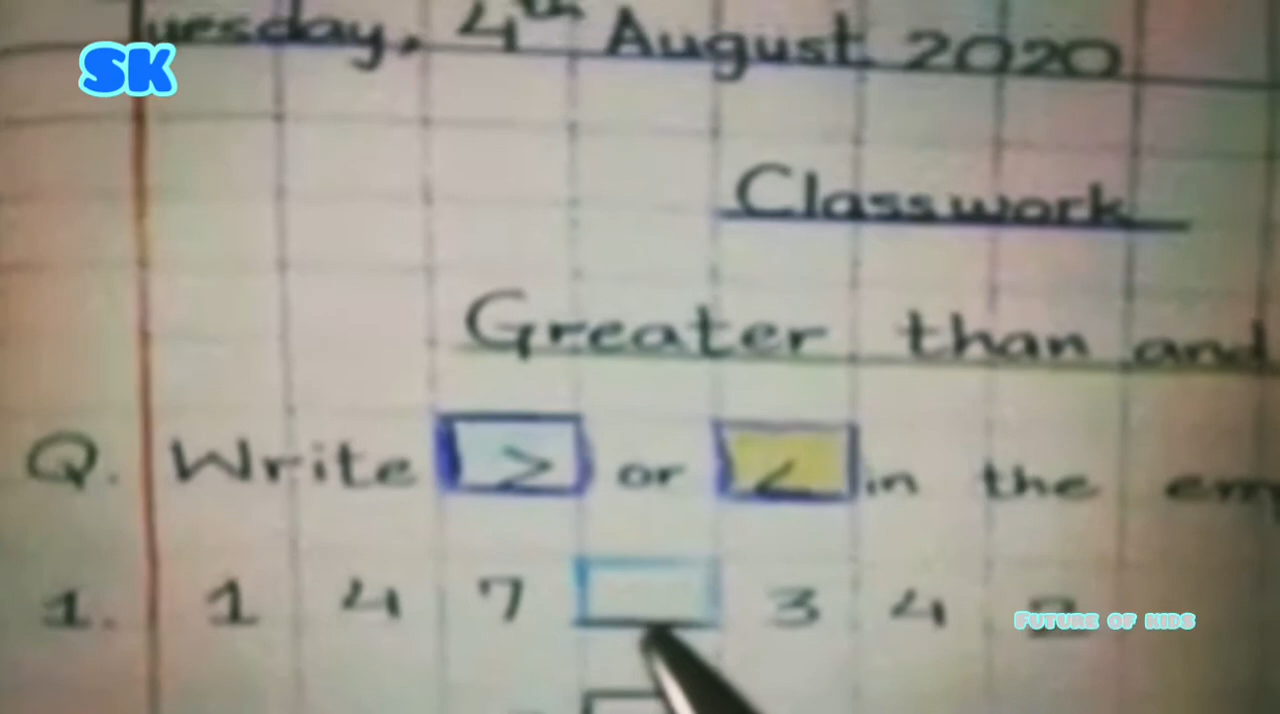 Tuesday, 4th August 2020
SK
Classwork
Greater than and
Q. Write > or < in the em
1. 1 4 7 3 4
FUTURE OF KIDS